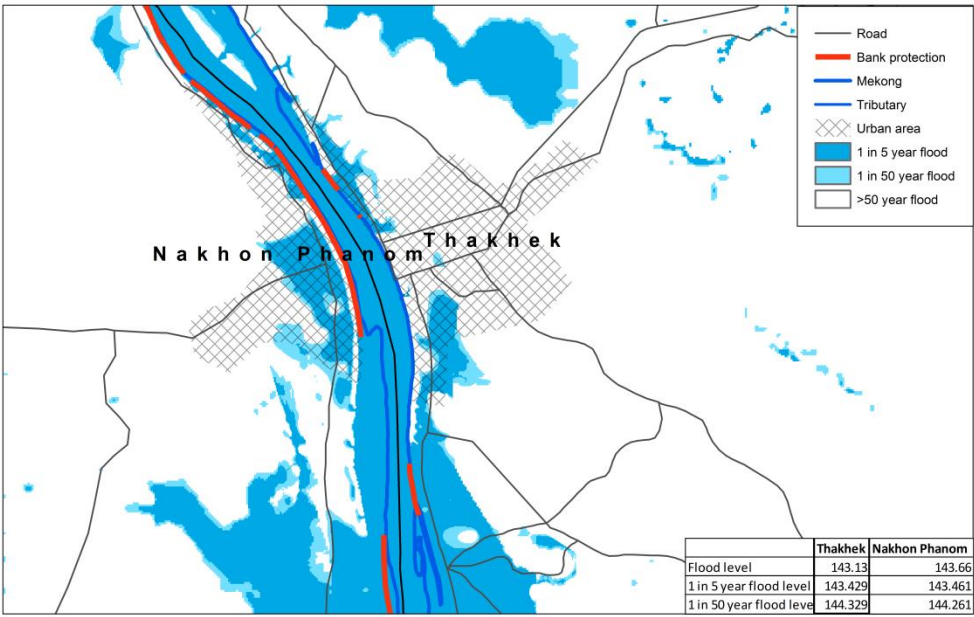 Road
Bank protection
Mekong
Tributary
Urban area
1 in 5 year flood
1 in 50 year flood
>50 year flood
Nakhon Phanom
Thakhek
Thakhek Nakhon Phanom
Flood level 143.13 143.66
1 in 5 year flood level 143.429 143.461
1 in 50 year flood leve 144.329 144.261